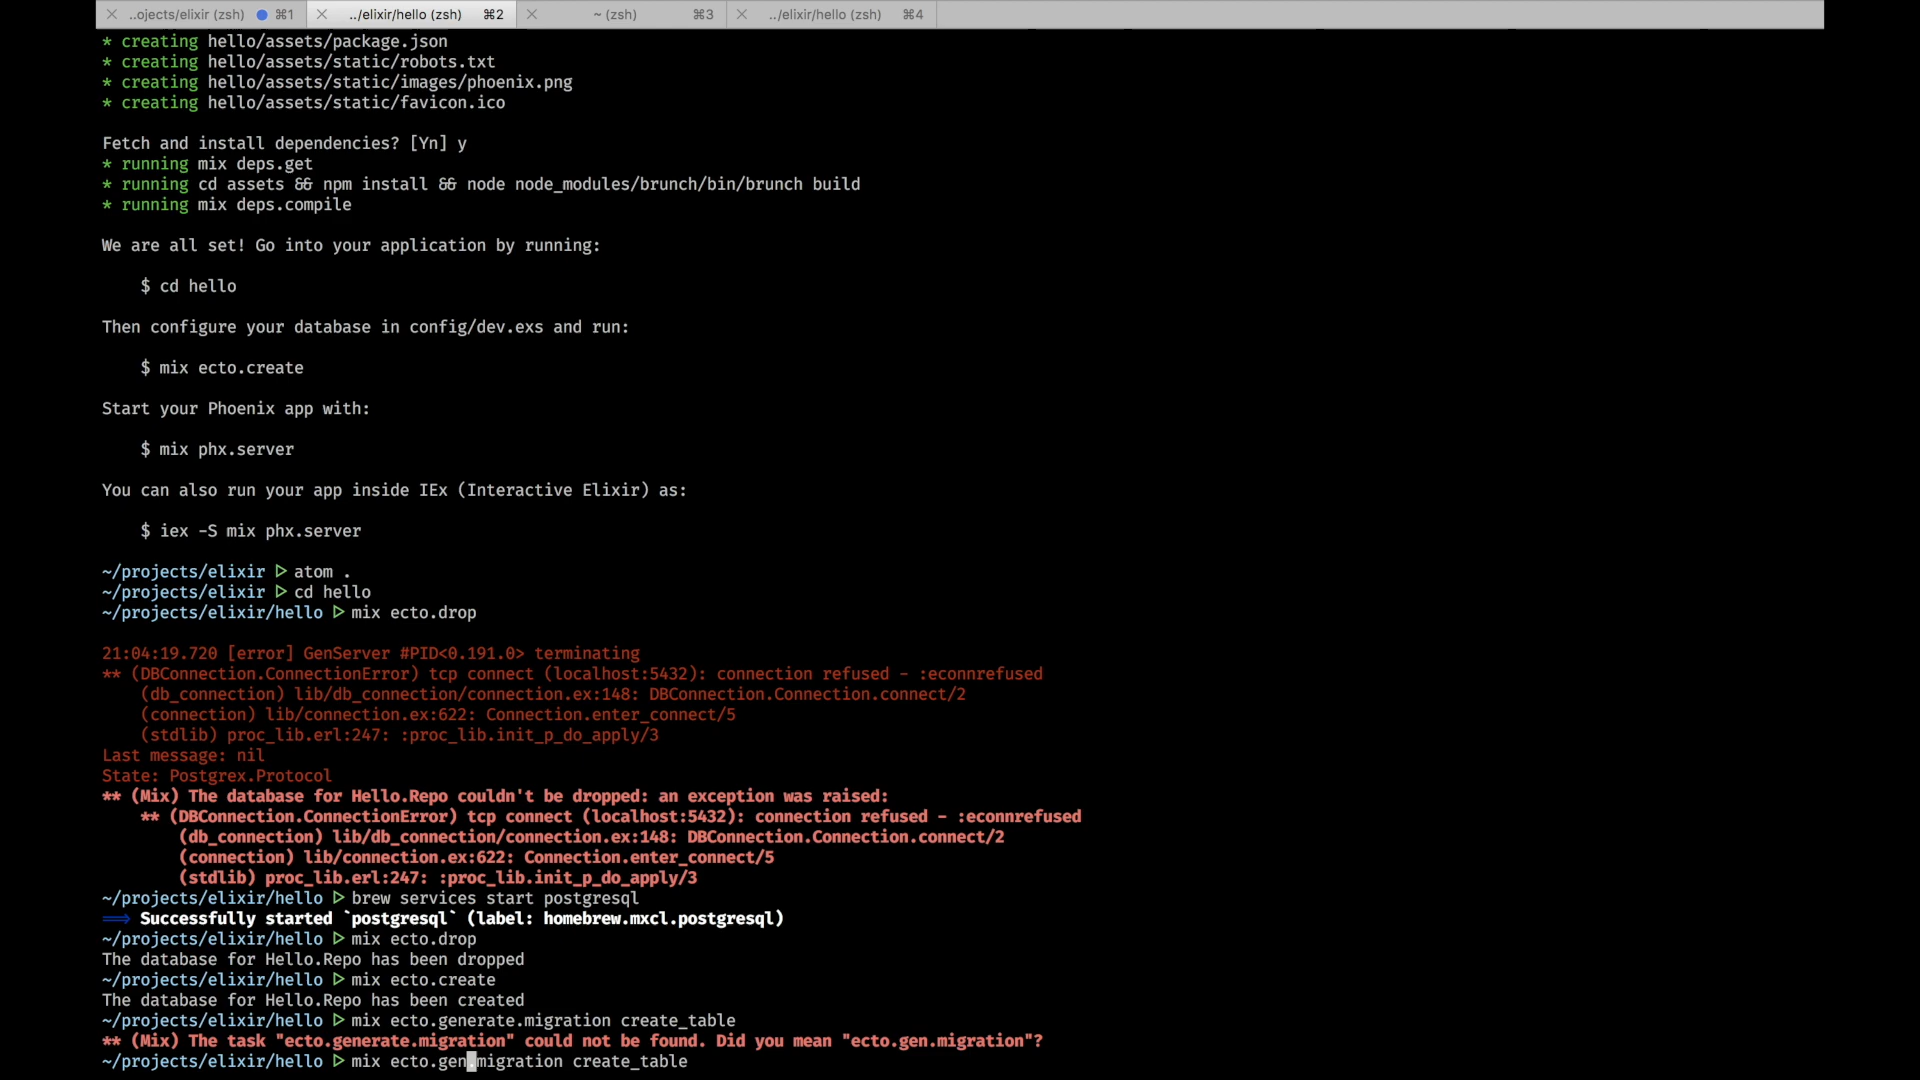 ..ojects/elixir (zsh) ⌘1 ../elixir/hello (zsh) ⌘2 ~ (zsh) ⌘3 ../elixir/hello (zsh) ⌘4
* creating hello/assets/package.json
* creating hello/assets/static/robots.txt
* creating hello/assets/static/images/phoenix.png
* creating hello/assets/static/favicon.ico
Fetch and install dependencies? [Yn] y
* running mix deps.get
* running cd assets && npm install && node node_modules/brunch/bin/brunch build
* running mix deps.compile
We are all set! Go into your application by running:
$ cd hello
Then configure your database in config/dev.exs and run:
$ mix ecto.create
Start your Phoenix app with:
$ mix phx.server
You can also run your app inside IEx (Interactive Elixir) as:
$ iex -S mix phx.server
~/projects/elixir ▷ atom .
~/projects/elixir ▷ cd hello
~/projects/elixir/hello ▷ mix ecto.drop
21:04:19.720 [error] GenServer #PID<0.191.0> terminating
** (DBConnection.ConnectionError) tcp connect (localhost:5432): connection refused - :econnrefused
(db_connection) lib/db_connection/connection.ex:148: DBConnection.Connection.connect/2
(connection) lib/connection.ex:622: Connection.enter_connect/5
(stdlib) proc_lib.erl:247: :proc_lib.init_p_do_apply/3
Last message: nil
State: Postgrex.Protocol
** (Mix) The database for Hello.Repo couldn't be dropped: an exception was raised:
** (DBConnection.ConnectionError) tcp connect (localhost:5432): connection refused - :econnrefused
(db_connection) lib/db_connection/connection.ex:148: DBConnection.Connection.connect/2
(connection) lib/connection.ex:622: Connection.enter_connect/5
(stdlib) proc_lib.erl:247: :proc_lib.init_p_do_apply/3
~/projects/elixir/hello ▷ brew services start postgresql
==> Successfully started `postgresql` (label: homebrew.mxcl.postgresql)
~/projects/elixir/hello ▷ mix ecto.drop
The database for Hello.Repo has been dropped
~/projects/elixir/hello ▷ mix ecto.create
The database for Hello.Repo has been created
~/projects/elixir/hello ▷ mix ecto.generate.migration create_table
** (Mix) The task "ecto.generate.migration" could not be found. Did you mean "ecto.gen.migration"?
~/projects/elixir/hello ▷ mix ecto.gen.migration create_table